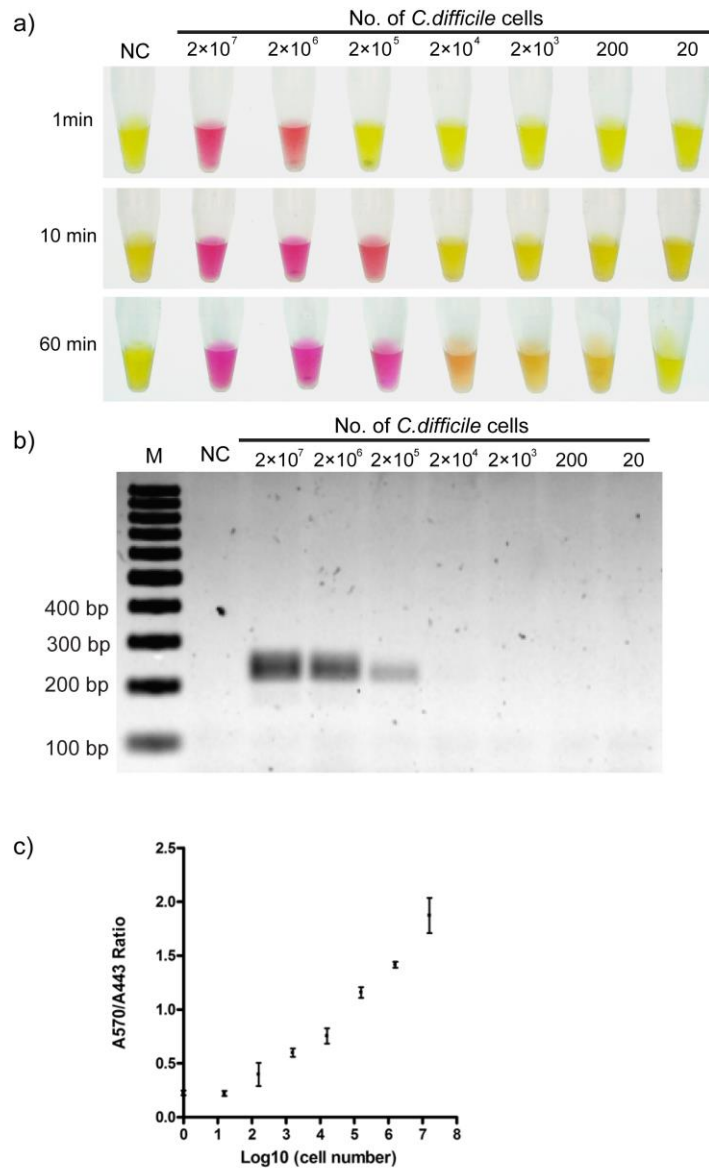 a)
No. of C.difficile cells
NC 2×10⁷ 2×10⁶ 2×10⁵ 2×10⁴ 2×10³ 200 20
1min
10 min
60 min
b)
No. of C.difficile cells
M NC 2×10⁷ 2×10⁶ 2×10⁵ 2×10⁴ 2×10³ 200 20
400 bp
300 bp
200 bp
100 bp
c)
2.5
2.0
1.5
1.0
0.5
0.0
A570/A443 Ratio
0 1 2 3 4 5 6 7 8
Log10 (cell number)